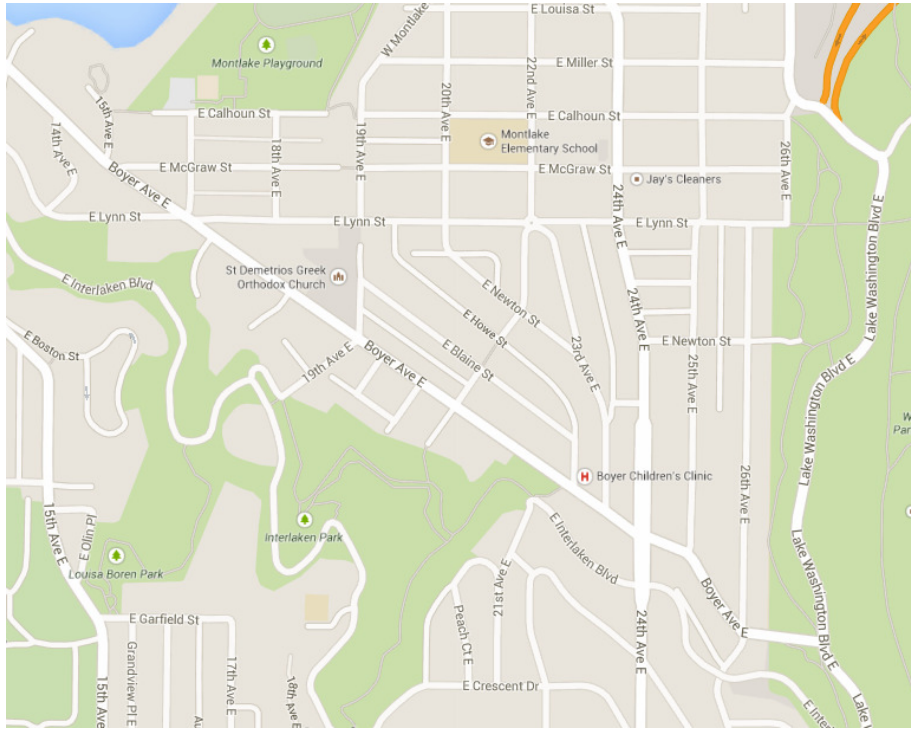 E Louisa St
W Montlake
Montlake Playground
E Miller St
22nd Ave E
20th Ave E
15th Ave E
14th Ave E
E Calhoun St
E Calhoun St
19th Ave E
18th Ave E
Montlake
Elementary School
26th Ave E
E McGraw St
E McGraw St
Boyer Ave E
Jay's Cleaners
24th Ave E
E Lynn St
E Lynn St
E Lynn St
Lake Washington Blvd E
St Demetrios Greek
Orthodox Church
E Interlaken Blvd
E Newton St
E Howe St
24th Ave E
E Boston St
E Blaine St
Boyer Ave E
19th Ave E
23rd Ave E
E Newton St
25th Ave E
Lake Washington Blvd E
W
Par
Boyer Children's Clinic
26th Ave E
15th Ave E
E Olin Pl
Interlaken Park
E Interlaken Blvd
Louisa Boren Park
21st Ave E
Peach Ct E
Boyer Ave E
Lake Washington Blvd E
E Garfield St
24th Ave E
Grandview Pl E
17th Ave E
18th Ave E
15th Ave E
Au
E Crescent Dr
E Inter